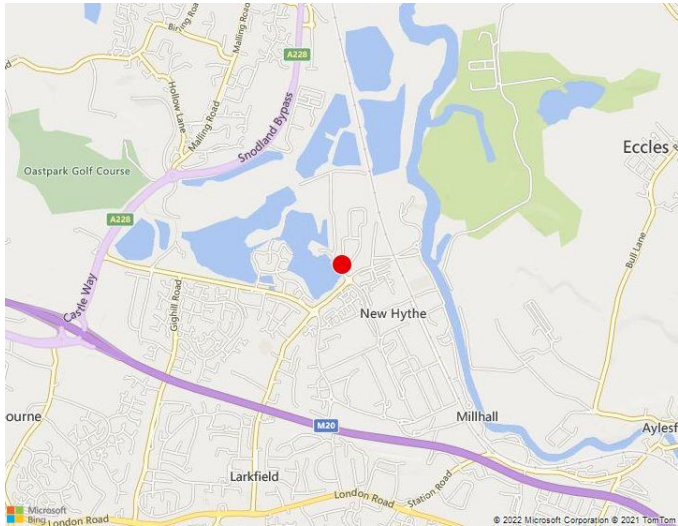 Birling Road
Malling Road
A228
Hollow Lane
Malling Road
Snodland Bypass
Oastpark Golf Course
Eccles
A228
Bull Lane
Castle Way
Gighill Road
New Hythe
ourne
M20
Millhall
Aylesf
Larkfield
Station Road
London Road
London Road
Microsoft
Bing
© 2022 Microsoft Corporation © 2021 TomTom